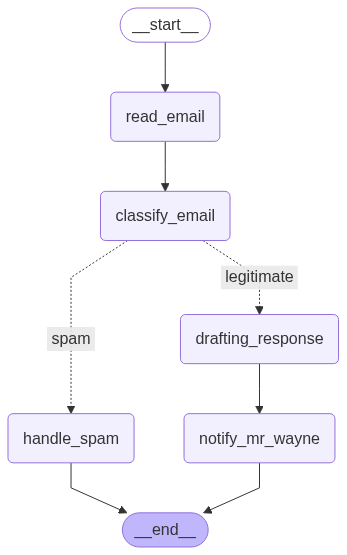 __start__
read_email
classify_email
legitimate
spam
drafting_response
handle_spam
notify_mr_wayne
__end__